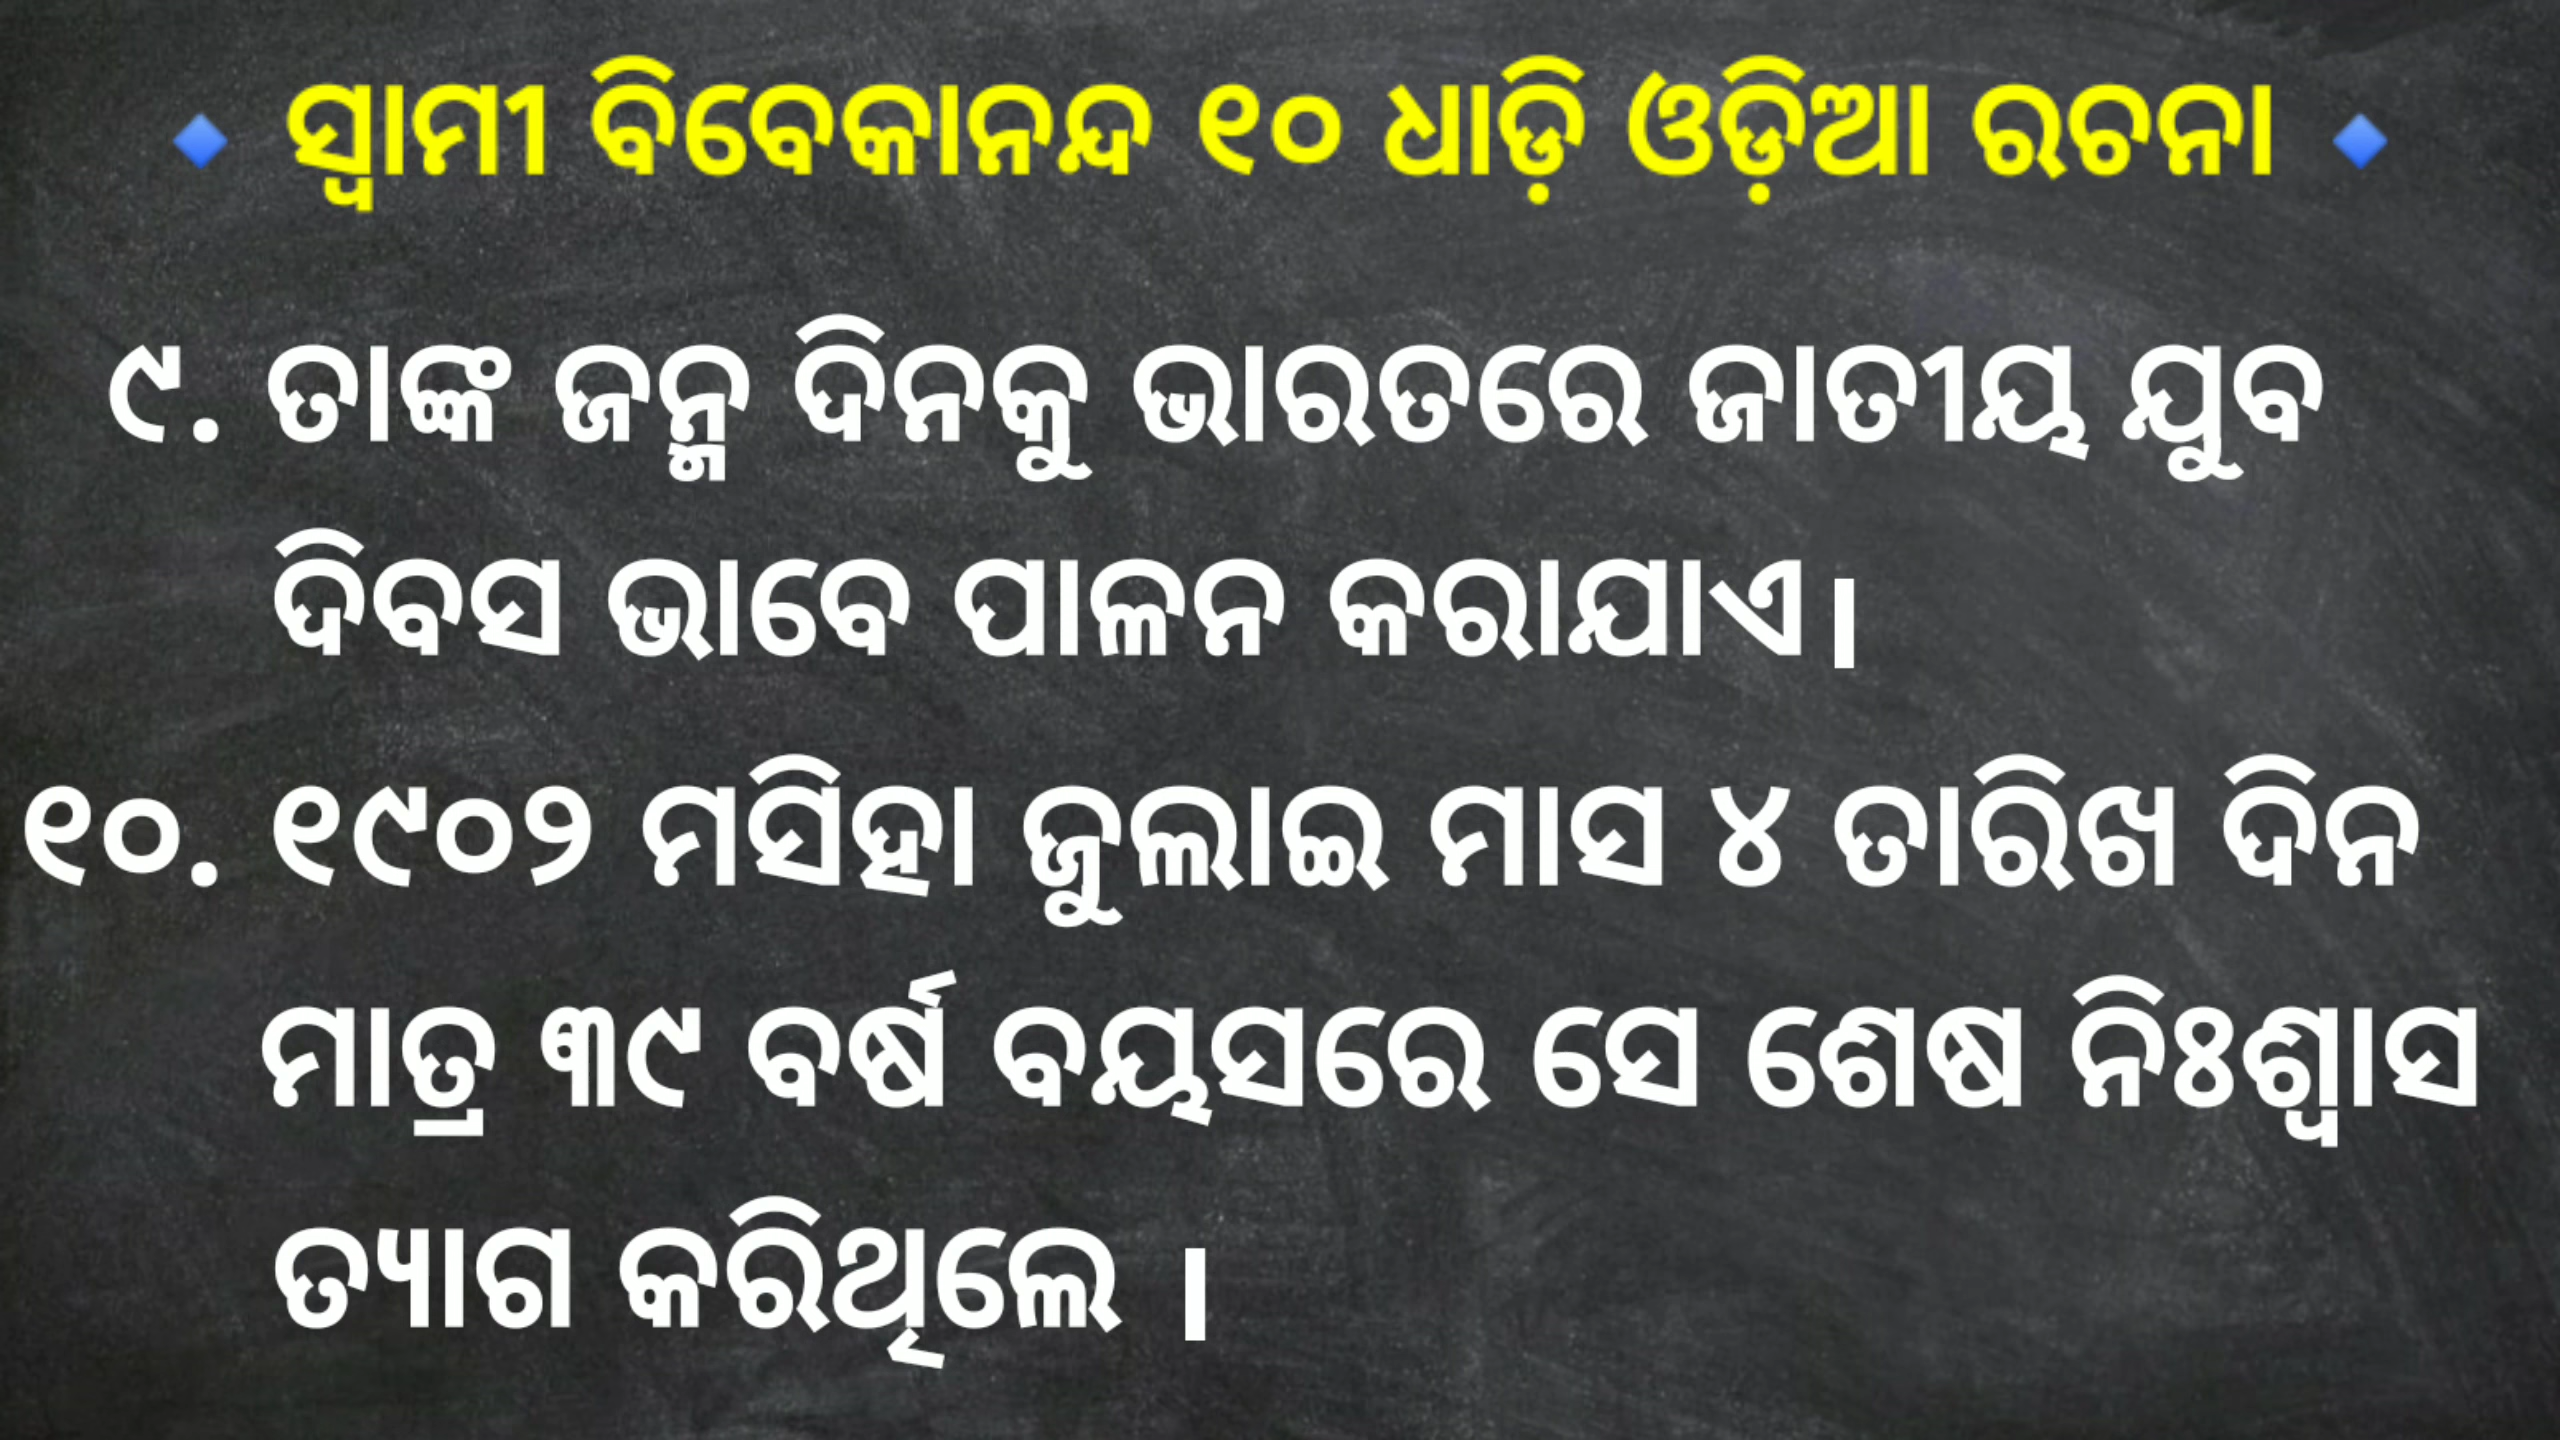 🔹 ସ୍ୱାମୀ ବିବେକାନନ୍ଦ ୧୦ ଧାଡ଼ି ଓଡ଼ିଆ ରଚନା 🔹
୯. ତାଙ୍କ ଜନ୍ମ ଦିନକୁ ଭାରତରେ ଜାତୀୟ ଯୁବ
ଦିବସ ଭାବେ ପାଳନ କରାଯାଏ।
୧୦. ୧୯୦୨ ମସିହା ଜୁଲାଇ ମାସ ୪ ତାରିଖ ଦିନ
ମାତ୍ର ୩୯ ବର୍ଷ ବୟସରେ ସେ ଶେଷ ନିଃଶ୍ୱାସ
ତ୍ୟାଗ କରିଥିଲେ ।